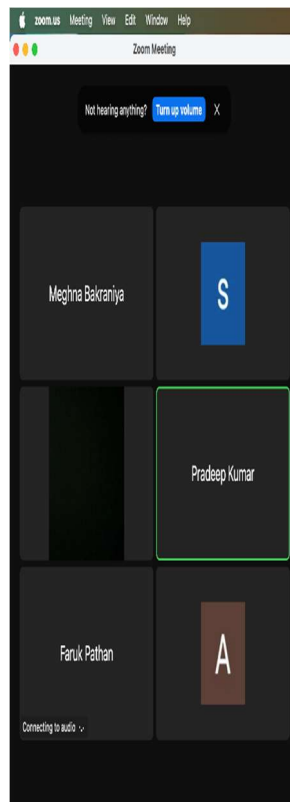 zoom.us Meeting View Edit Window Help
Zoom Meeting
Not hearing anything? Turn up volume X
Meghna Bakraniya
S
Pradeep Kumar
Faruk Pathan
A
Connecting to audio